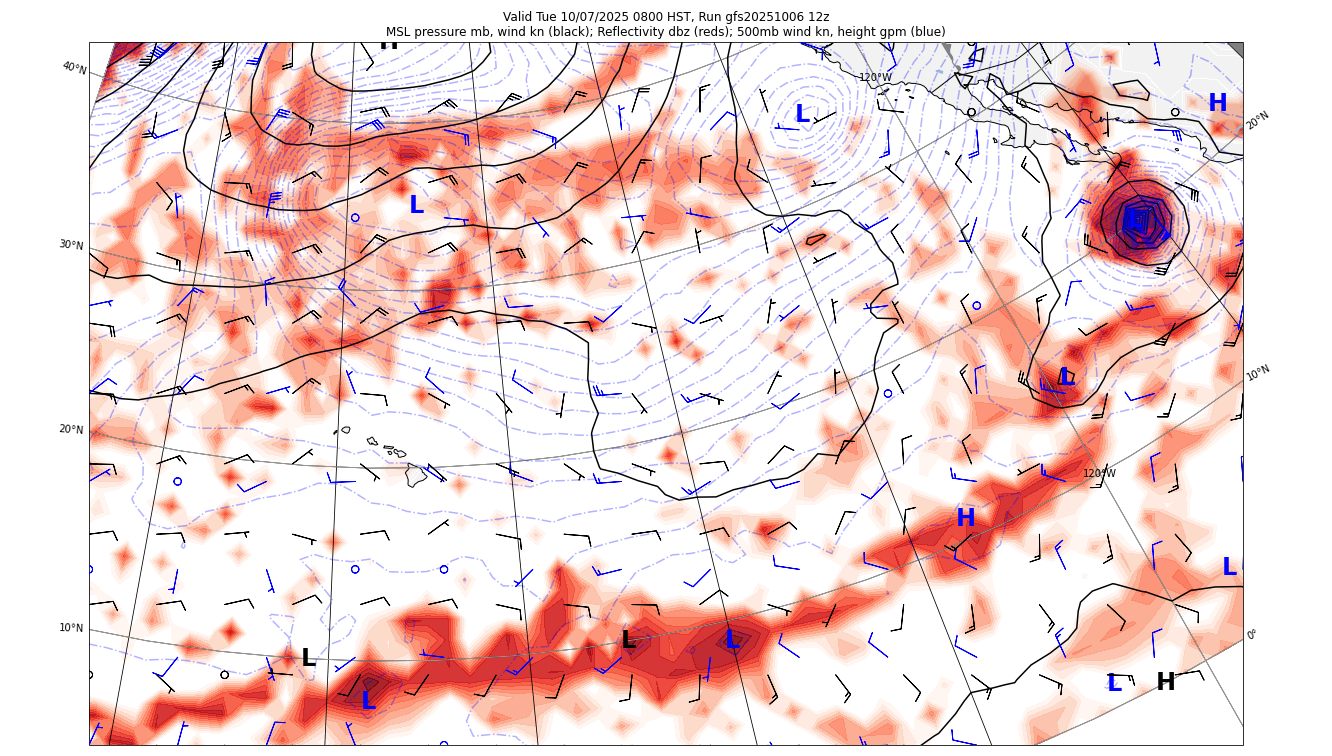 Valid Tue 10/07/2025 0800 HST, Run gfs20251006 12z
MSL pressure mb, wind kn (black); Reflectivity dbz (reds); 500mb wind kn, height gpm (blue)
H
40°N
120°W
L
H
20°N
L
30°N
L
10°N
20°N
120°W
H
L
10°N
L
L
L
0°
L
L
H